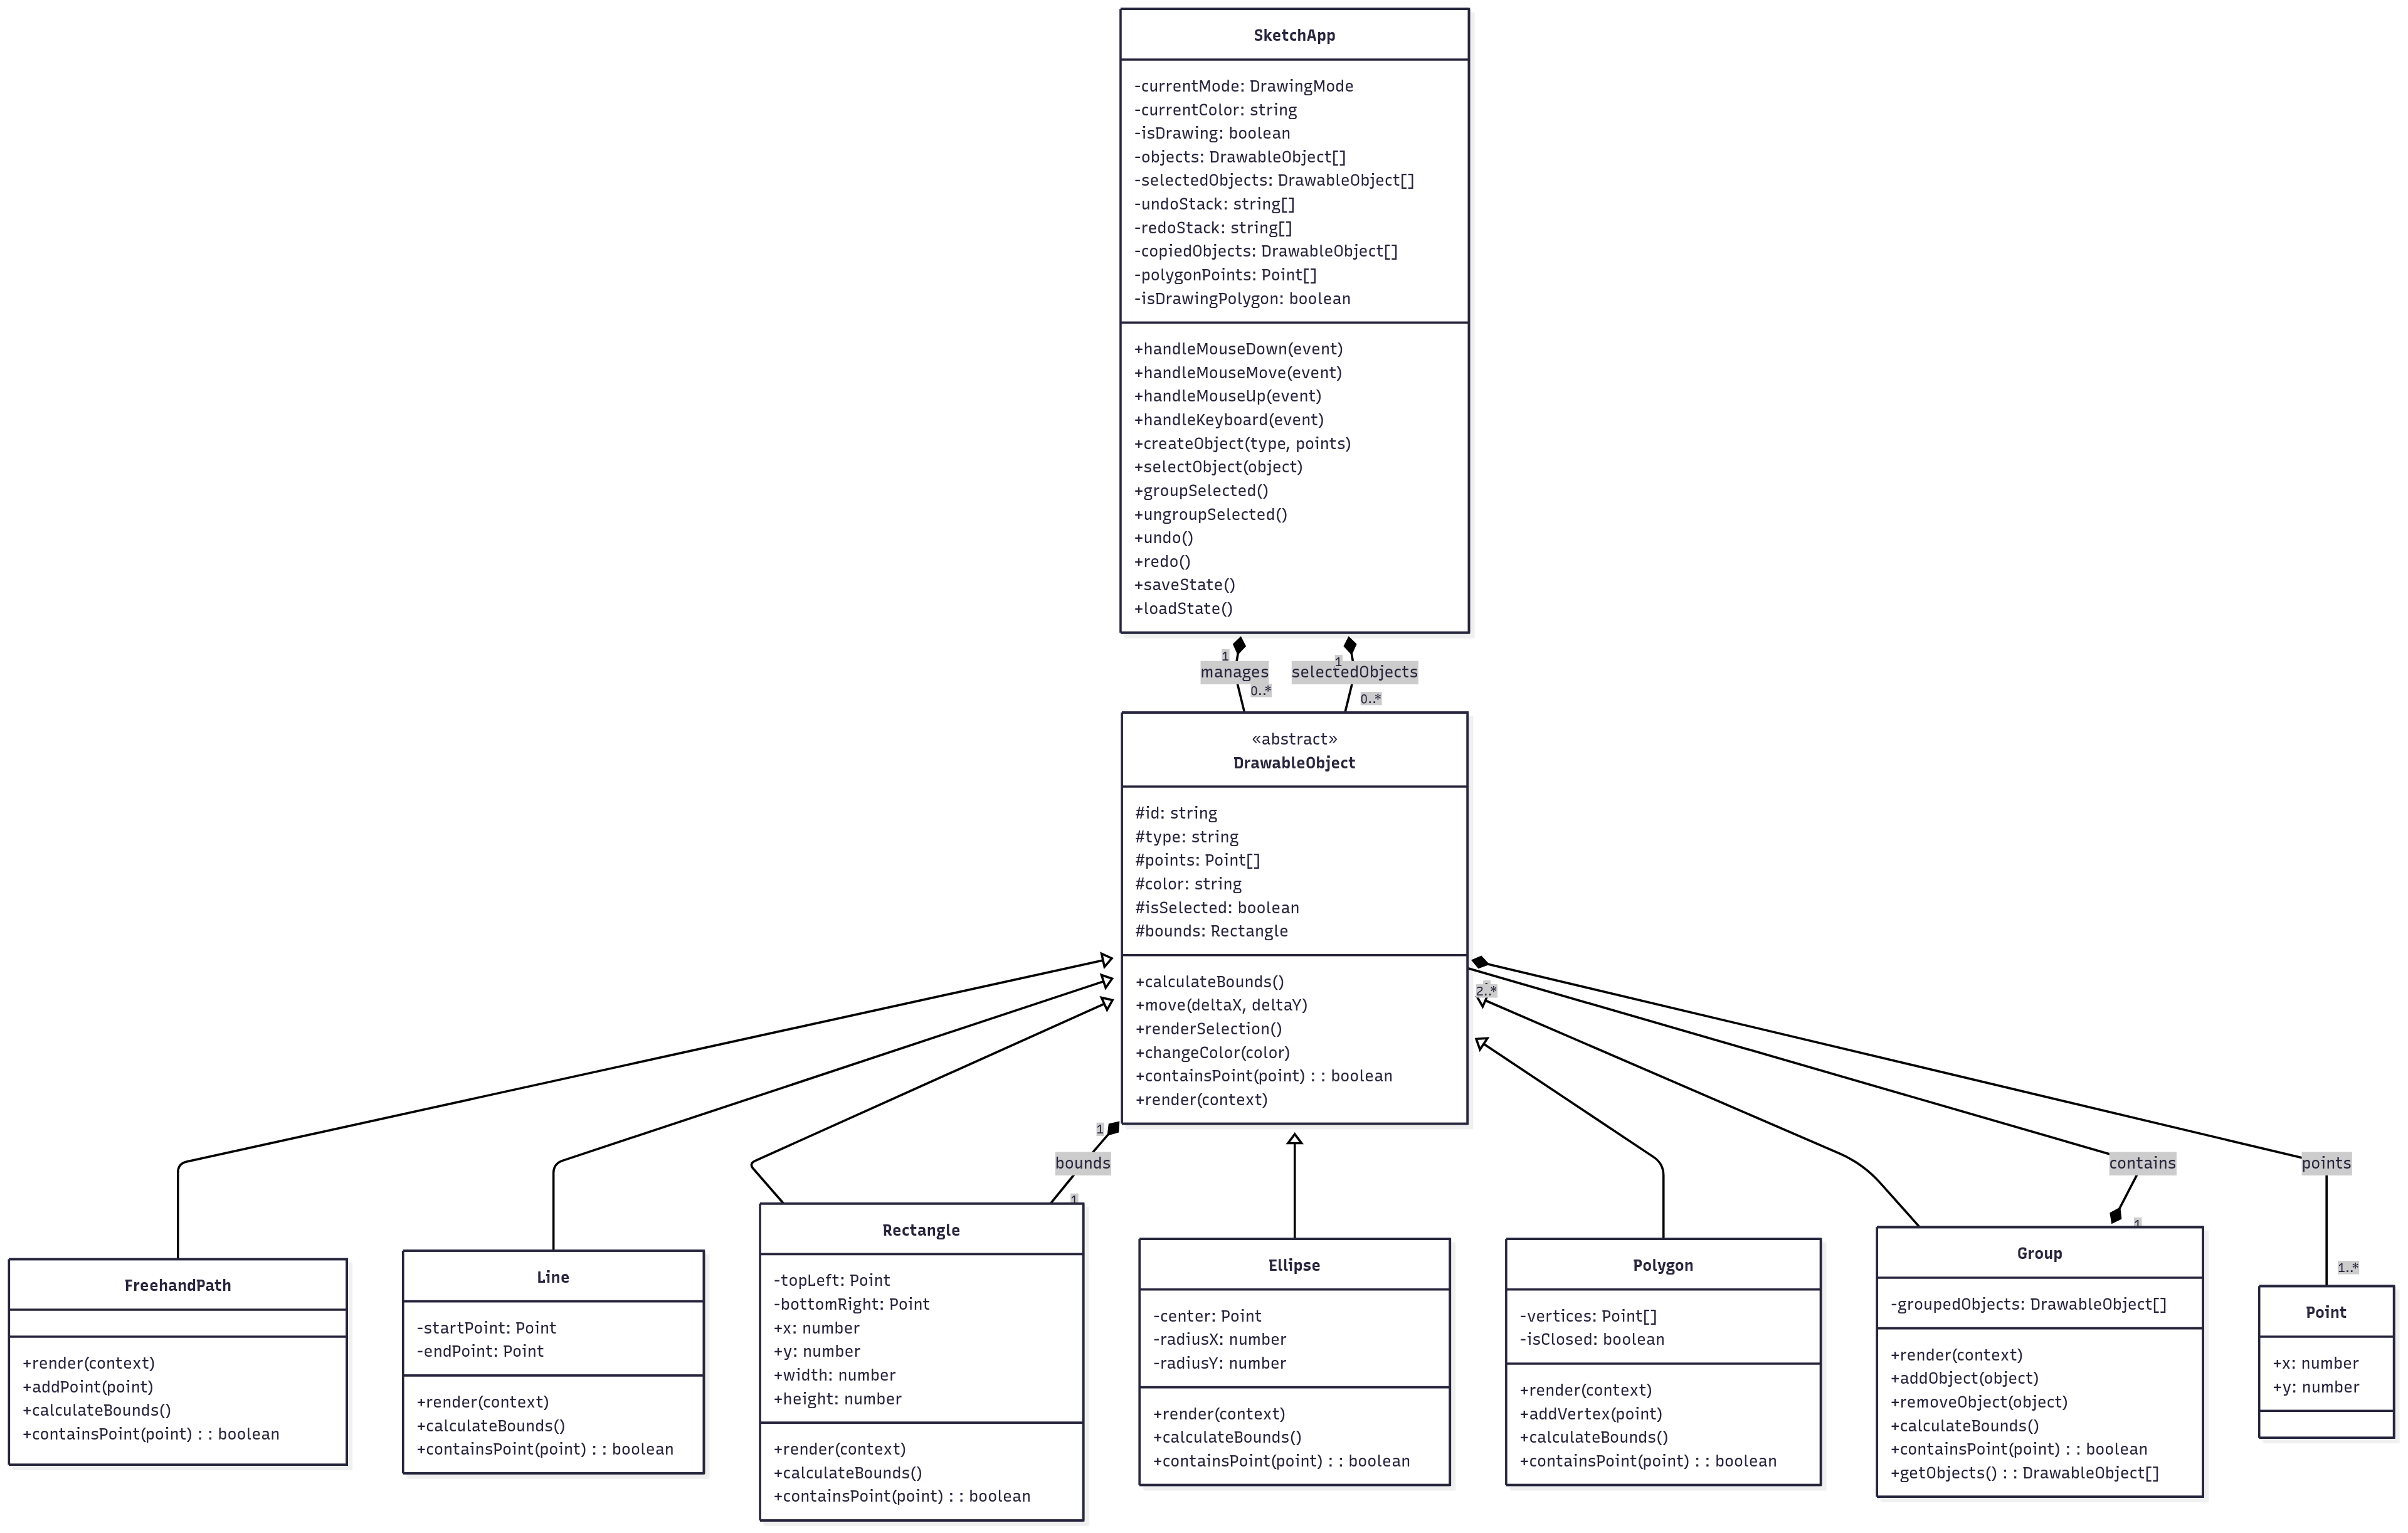 SketchApp
-currentMode: DrawingMode
-currentColor: string
-isDrawing: boolean
-objects: DrawableObject[]
-selectedObjects: DrawableObject[]
-undoStack: string[]
-redoStack: string[]
-copiedObjects: DrawableObject[]
-polygonPoints: Point[]
-isDrawingPolygon: boolean
+handleMouseDown(event)
+handleMouseMove(event)
+handleMouseUp(event)
+handleKeyboard(event)
+createObject(type, points)
+selectObject(object)
+groupSelected()
+ungroupSelected()
+undo()
+redo()
+saveState()
+loadState()
1
manages
0..*
1
selectedObjects
0..*
«abstract»
DrawableObject
#id: string
#type: string
#points: Point[]
#color: string
#isSelected: boolean
#bounds: Rectangle
+calculateBounds()
+move(deltaX, deltaY)
+renderSelection()
+changeColor(color)
+containsPoint(point) : : boolean
+render(context)
2..*
1
bounds
1
contains
1
points
1..*
FreehandPath
+render(context)
+addPoint(point)
+calculateBounds()
+containsPoint(point) : : boolean
Line
-startPoint: Point
-endPoint: Point
+render(context)
+calculateBounds()
+containsPoint(point) : : boolean
Rectangle
-topLeft: Point
-bottomRight: Point
+x: number
+y: number
+width: number
+height: number
+render(context)
+calculateBounds()
+containsPoint(point) : : boolean
Ellipse
-center: Point
-radiusX: number
-radiusY: number
+render(context)
+calculateBounds()
+containsPoint(point) : : boolean
Polygon
-vertices: Point[]
-isClosed: boolean
+render(context)
+addVertex(point)
+calculateBounds()
+containsPoint(point) : : boolean
Group
-groupedObjects: DrawableObject[]
+render(context)
+addObject(object)
+removeObject(object)
+calculateBounds()
+containsPoint(point) : : boolean
+getObjects() : : DrawableObject[]
Point
+x: number
+y: number